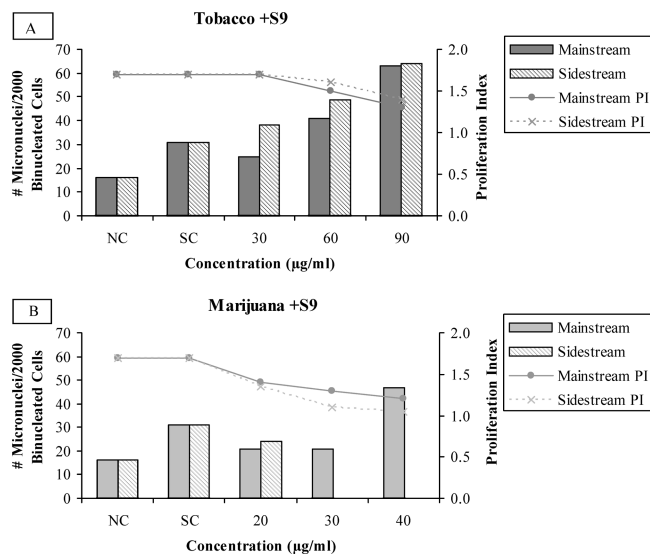 A
Tobacco +S9
# Micronuclei/2000
Binucleated Cells
70
60
50
40
30
20
10
0
2.0
1.5
1.0
0.5
0.0
Proliferation Index
NC SC 30 60 90
Concentration (µg/ml)
Mainstream
Sidestream
Mainstream PI
Sidestream PI
B
Marijuana +S9
# Micronuclei/2000
Binucleated Cells
70
60
50
40
30
20
10
0
2.0
1.5
1.0
0.5
0.0
Proliferation Index
NC SC 20 30 40
Concentration (µg/ml)
Mainstream
Sidestream
Mainstream PI
Sidestream PI